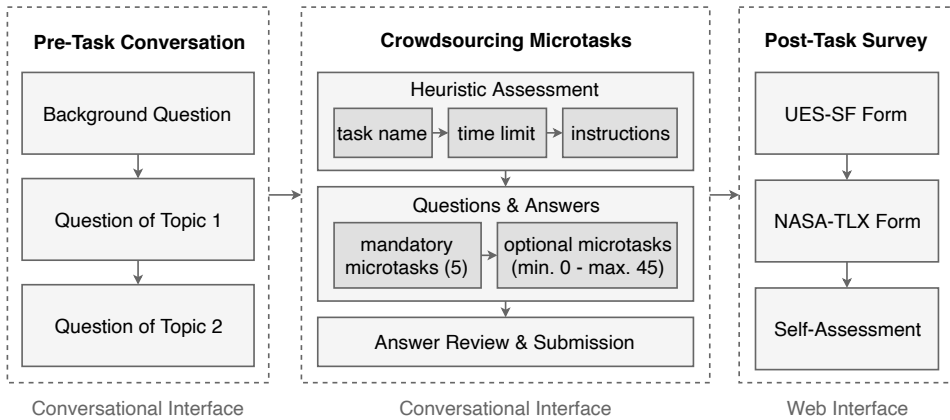 Pre-Task Conversation
Background Question
Question of Topic 1
Question of Topic 2
Conversational Interface
Crowdsourcing Microtasks
Heuristic Assessment
task name
time limit
instructions
Questions & Answers
mandatory
microtasks (5)
optional microtasks
(min. 0 - max. 45)
Answer Review & Submission
Conversational Interface
Post-Task Survey
UES-SF Form
NASA-TLX Form
Self-Assessment
Web Interface